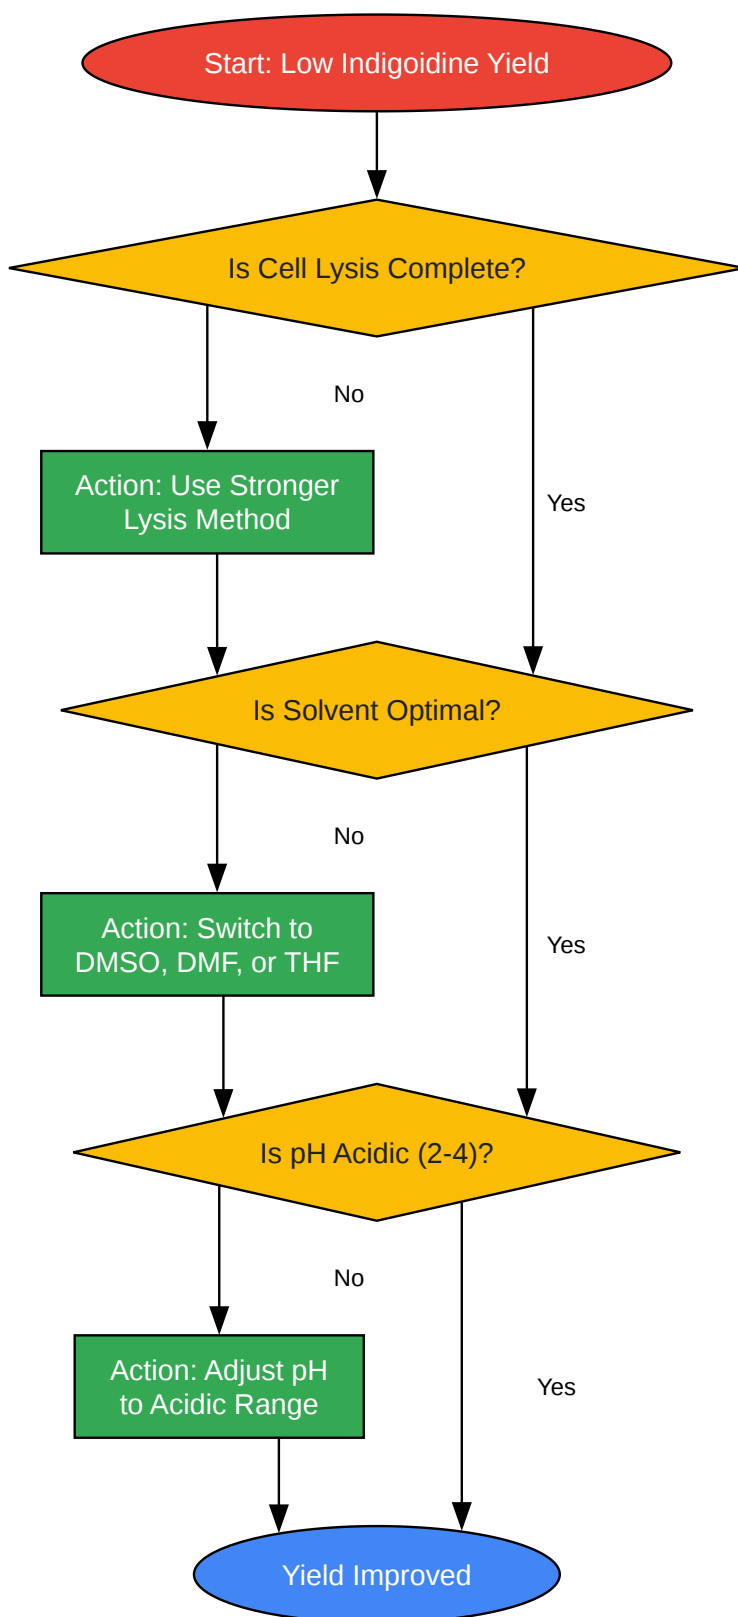 Start: Low Indigoidine Yield
Is Cell Lysis Complete?
No
Action: Use Stronger
Lysis Method
Yes
Is Solvent Optimal?
No
Action: Switch to
DMSO, DMF, or THF
Yes
Is pH Acidic (2-4)?
No
Action: Adjust pH
to Acidic Range
Yes
Yield Improved